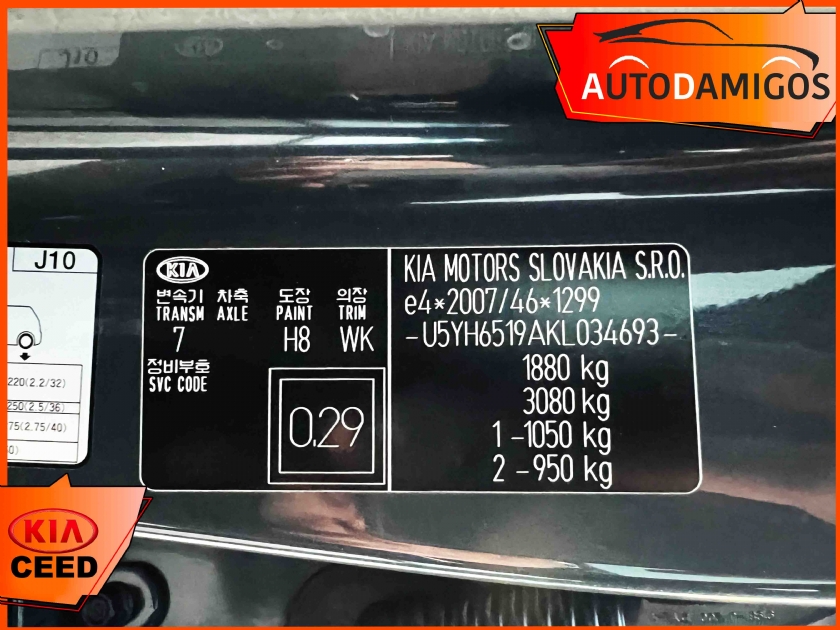 AUTODAMIGOS
J10
220(2.2/32)
250(2.5/36)
75(2.75/40)
KIA
변속기 차축 도장 의장
TRANSM AXLE PAINT TRIM
7 H8 WK
정비부호
SVC CODE
0.29
KIA MOTORS SLOVAKIA S.R.O.
e4*2007/46*1299
-U5YH6519AKL034693-
1880 kg
3080 kg
1 -1050 kg
2 -950 kg
KIA
CEED